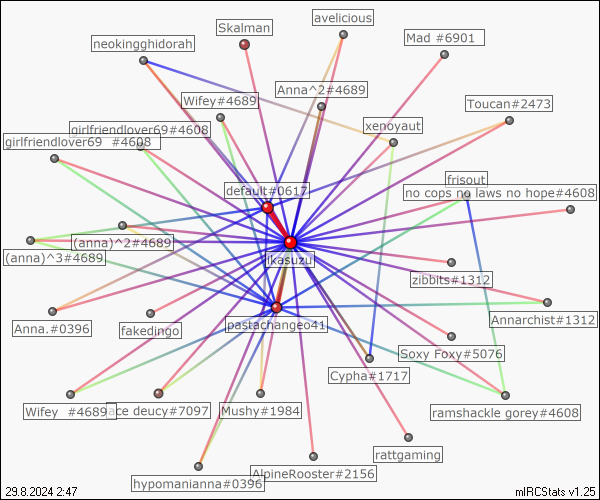 avelicious
Skalman
Mad #6901
neokingghidorah
Anna^2#4689
Wifey#4689
Toucan#2473
girlfriendlover69#4608
xenoyaut
girlfriendlover69 #4608
frisout
default#0617
no cops no laws no hope#4608
(anna)^2#4689
(anna)^3#4689
ikasuzu
zibbits#1312
Annarchist#1312
Anna.#0396
fakedingo
pastachangeo41
Soxy Foxy#5076
Cypha#1717
Wifey #4689
ace deucy#7097
Mushy#1984
ramshackle gorey#4608
rattgaming
AlpineRooster#2156
hypomanianna#0396
29.8.2024 2:47
mIRCStats v1.25